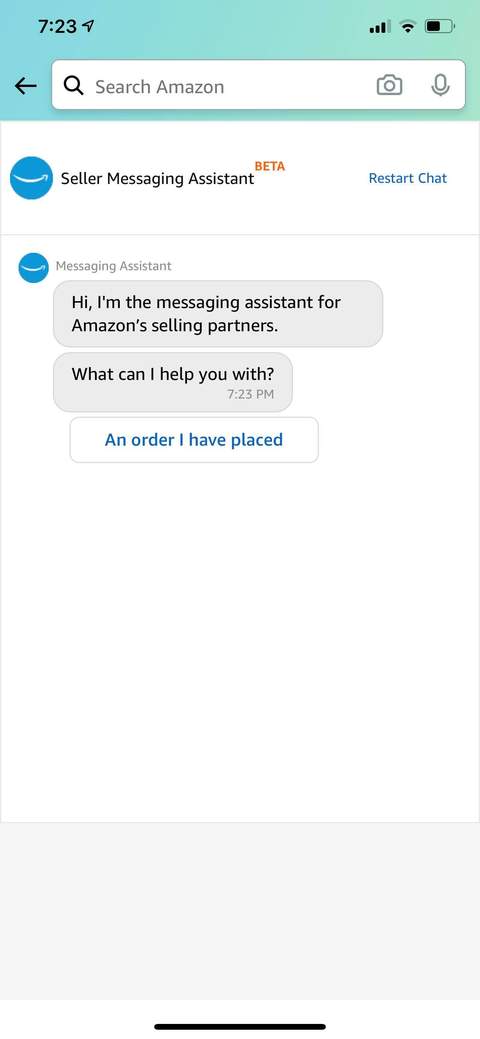 7:23
Search Amazon
Seller Messaging Assistant BETA
Restart Chat
Messaging Assistant
Hi, I'm the messaging assistant for
Amazon’s selling partners.
What can I help you with?
7:23 PM
An order I have placed